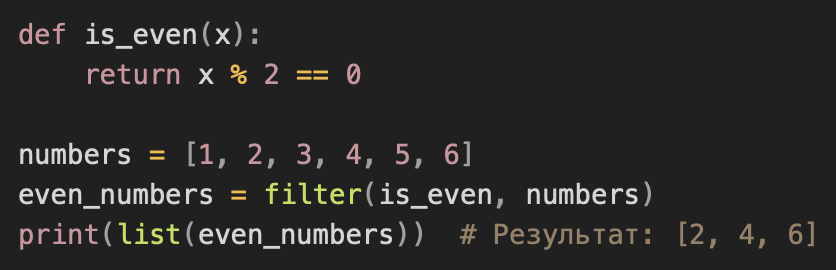 def is_even(x):
    return x % 2 == 0

numbers = [1, 2, 3, 4, 5, 6]
even_numbers = filter(is_even, numbers)
print(list(even_numbers))  # Результат: [2, 4, 6]